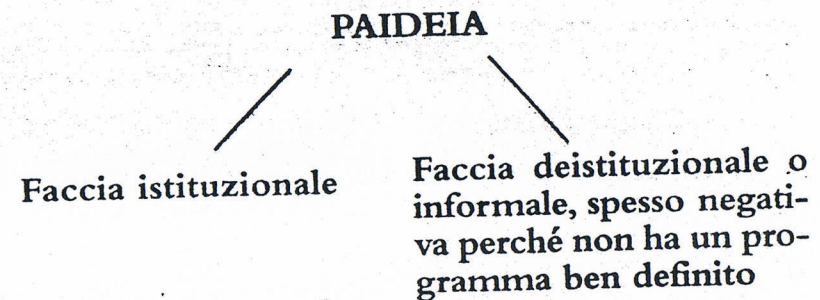 PAIDEIA
Faccia istituzionale
Faccia deistituzionale o
informale, spesso negati-
va perché non ha un pro-
gramma ben definito